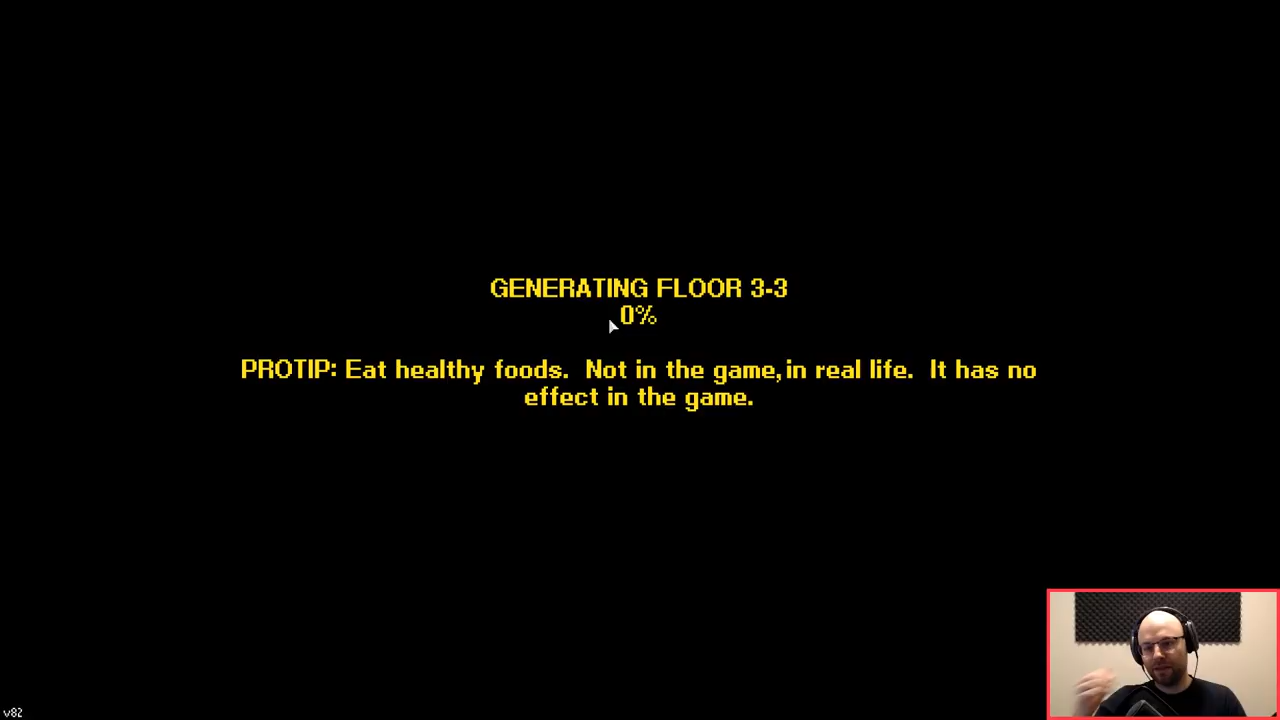 GENERATING FLOOR 3-3
0%
PROTIP: Eat healthy foods.  Not in the game, in real life.  It has no
effect in the game.
v82